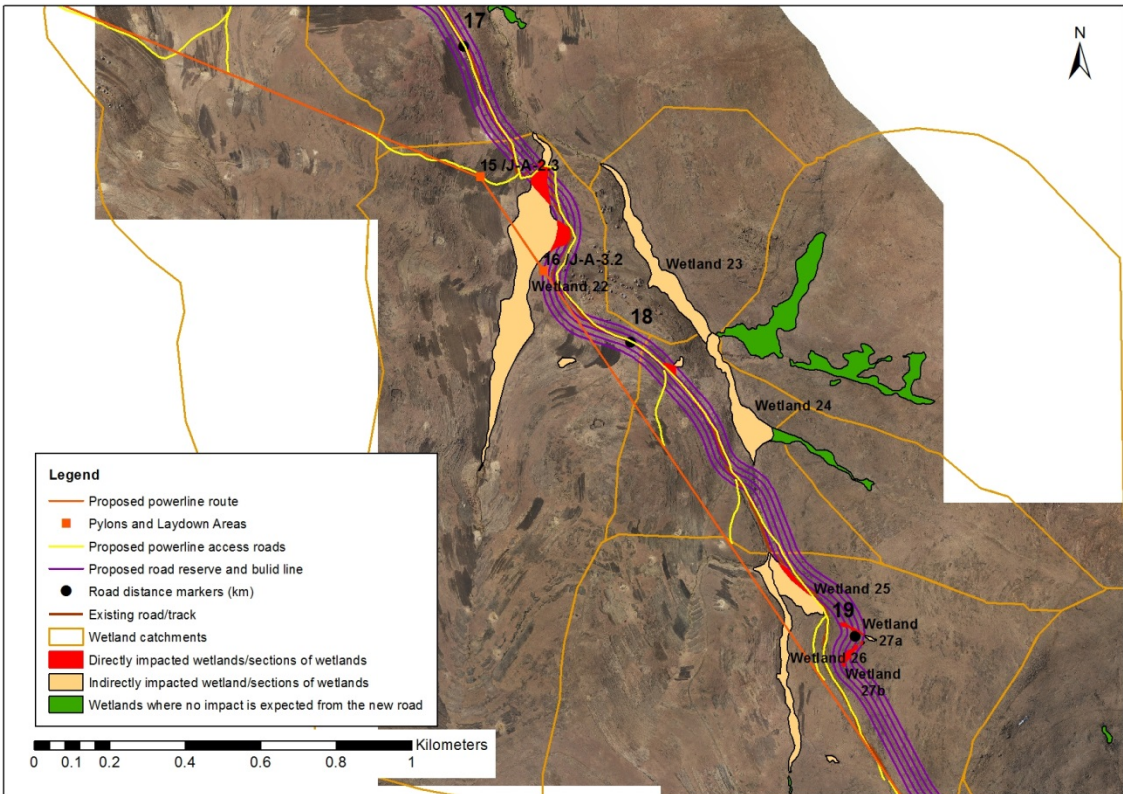 17
N
15 /J-A-2.3
16 /J-A-3.2
Wetland 22
Wetland 23
18
Wetland 24
Wetland 25
19
Wetland
27a
Wetland 26
Wetland
27b
Legend
Proposed powerline route
Pylons and Laydown Areas
Proposed powerline access roads
Proposed road reserve and bulid line
Road distance markers (km)
Existing road/track
Wetland catchments
Directly impacted wetlands/sections of wetlands
Indirectly impacted wetland/sections of wetlands
Wetlands where no impact is expected from the new road
Kilometers
0 0.1 0.2 0.4 0.6 0.8 1